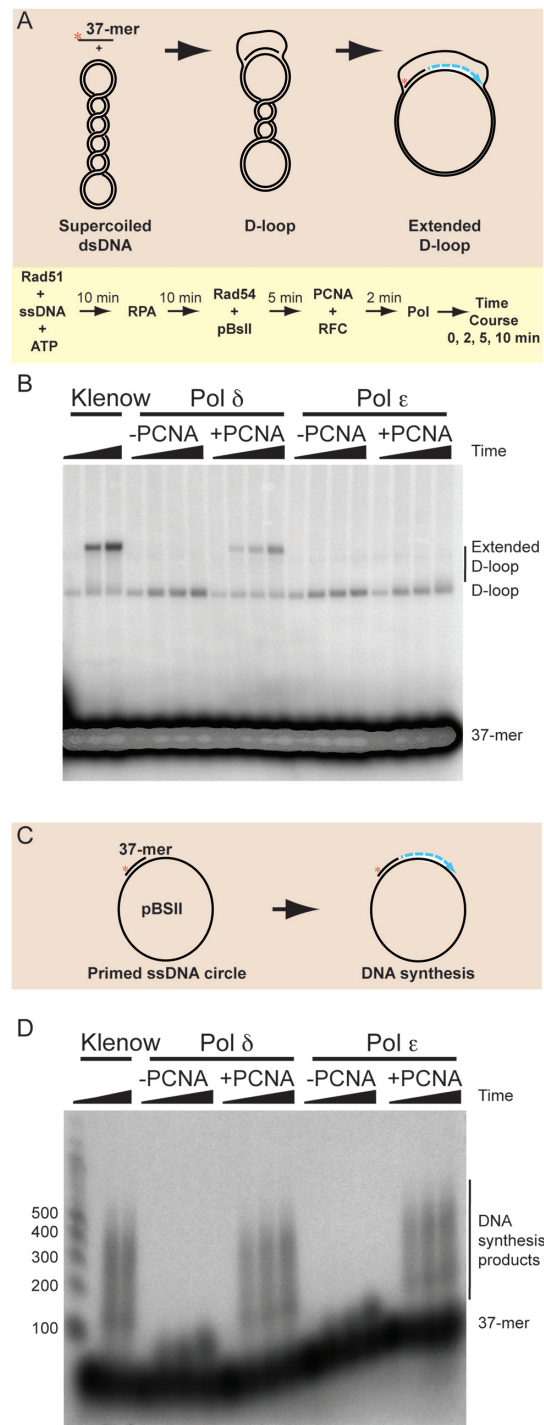 A
* 37-mer
+
Supercoiled
dsDNA
D-loop
Extended
D-loop
Rad51
+
ssDNA
+
ATP
10 min
RPA
10 min
Rad54
+
pBsII
5 min
PCNA
+
RFC
2 min
Pol
Time
Course
0, 2, 5, 10 min
B
Klenow Pol δ Pol ε
-PCNA +PCNA -PCNA +PCNA
Time
Extended
D-loop
D-loop
37-mer
C
37-mer
*
pBSII
Primed ssDNA circle
DNA synthesis
D
Klenow Pol δ Pol ε
-PCNA +PCNA -PCNA +PCNA
Time
500
400
300
200
100
DNA
synthesis
products
37-mer